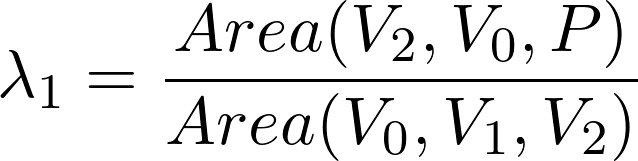 λ₁ = Area(V₂, V₀, P) / Area(V₀, V₁, V₂)